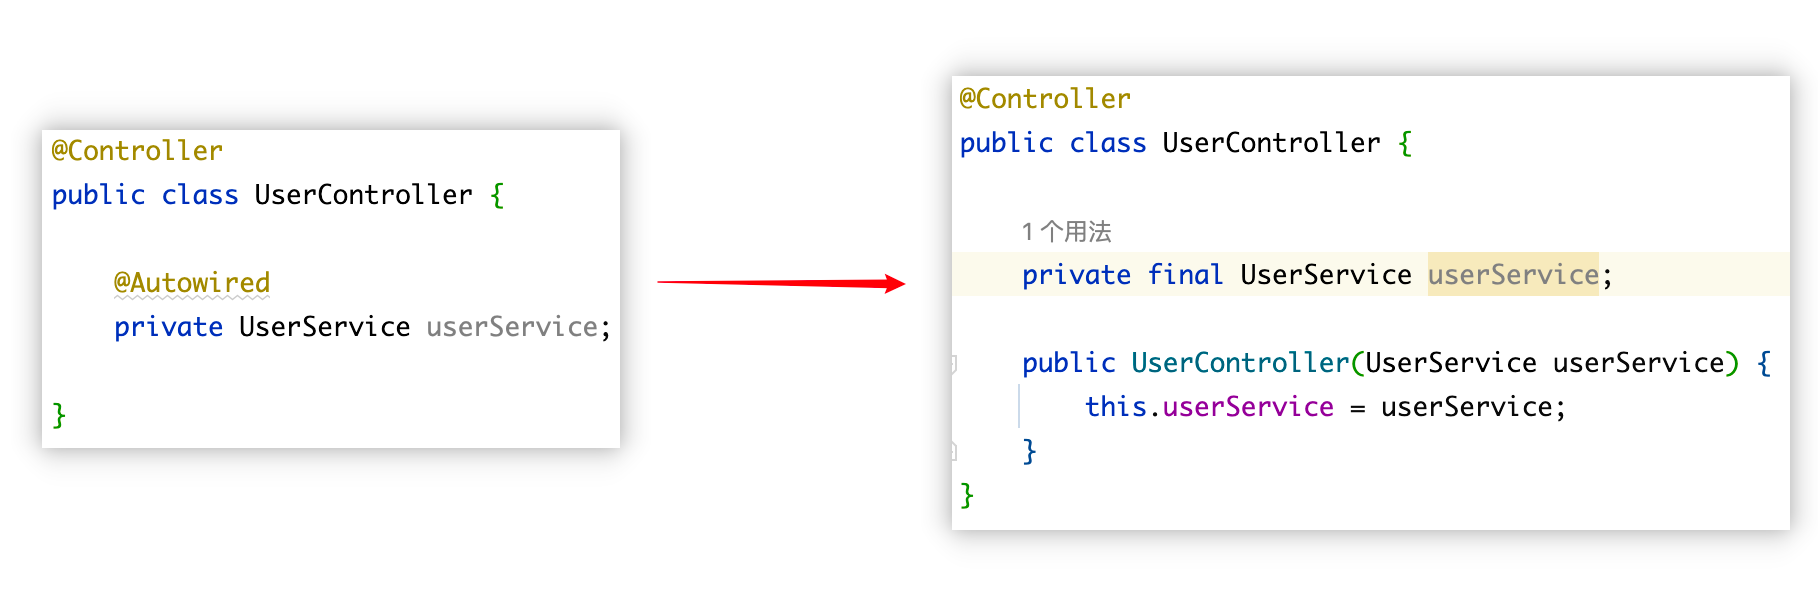 @Controller
public class UserController {
@Autowired
private UserService userService;
}
@Controller
public class UserController {
1 个用法
private final UserService userService;
public UserController(UserService userService) {
this.userService = userService;
}
}